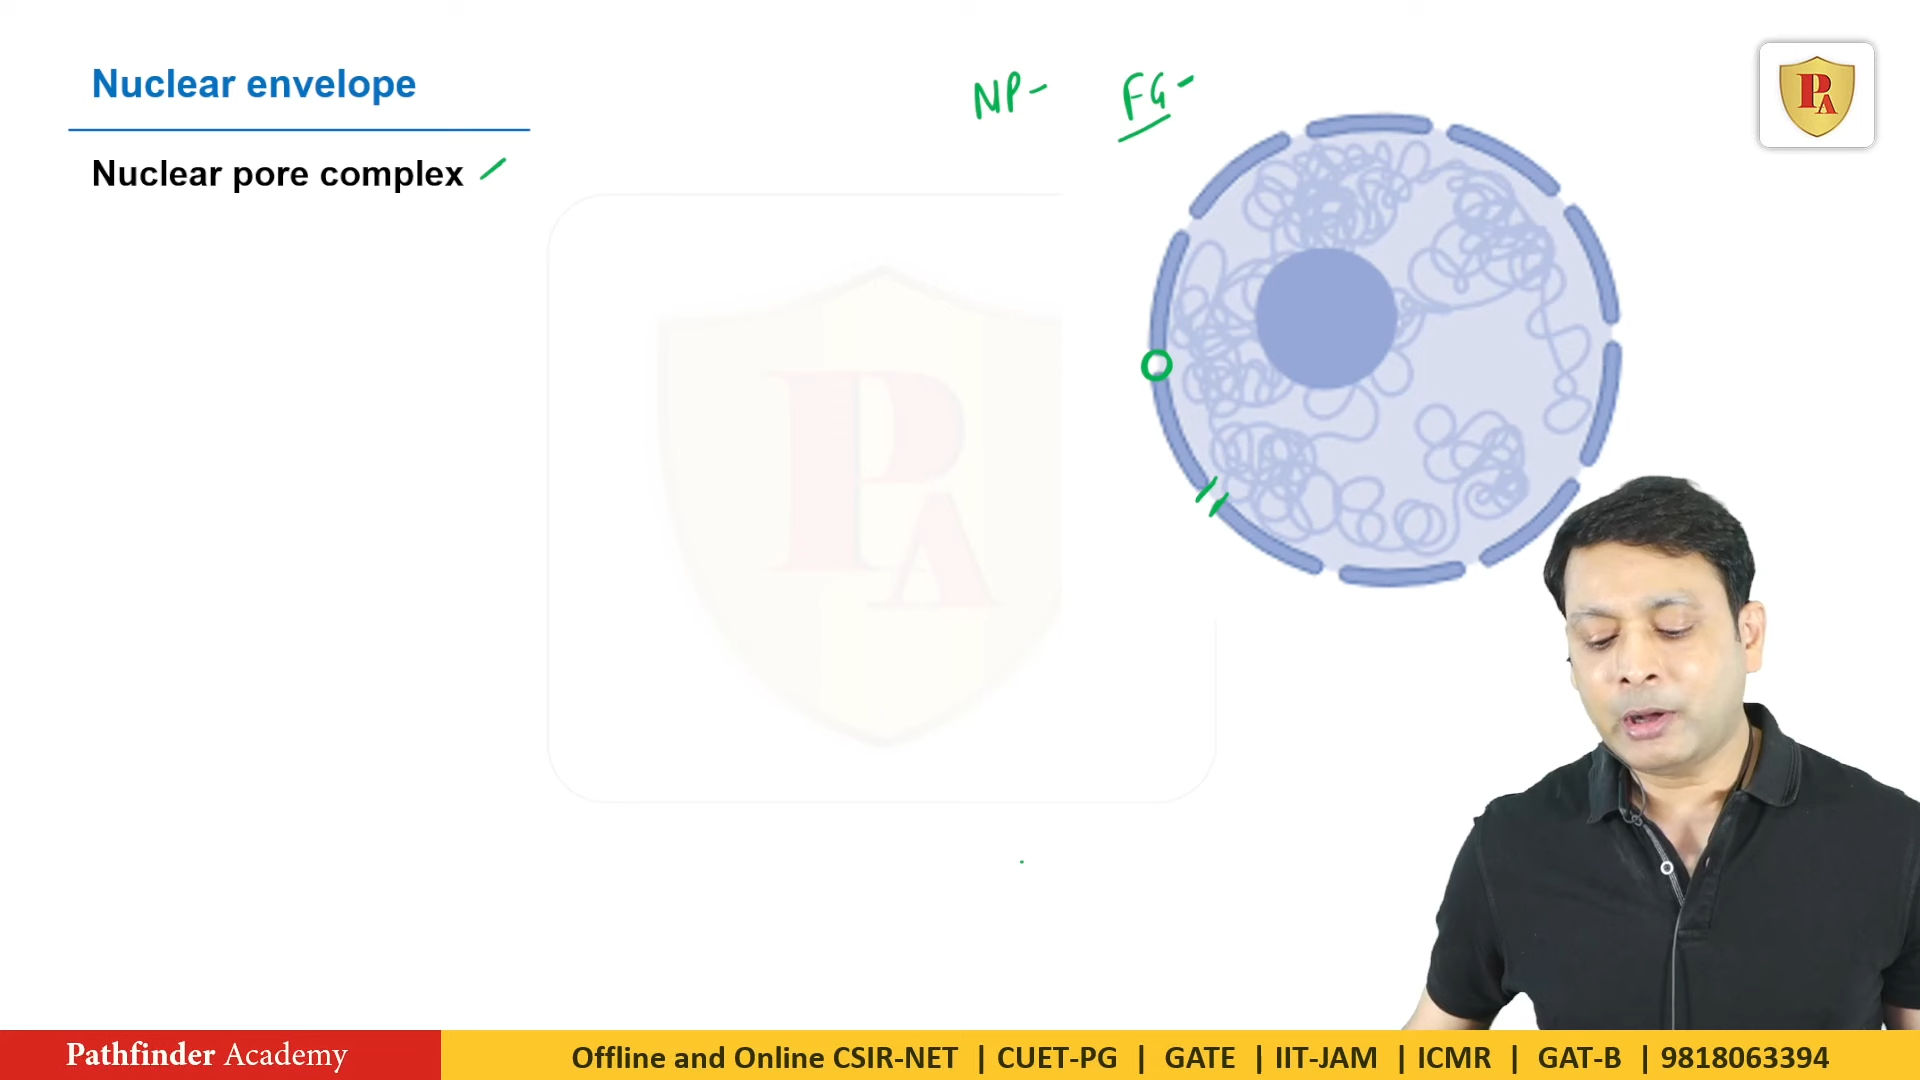 Nuclear envelope
NP- FG-
Nuclear pore complex
PA
PA
Pathfinder Academy
Offline and Online CSIR-NET | CUET-PG | GATE | IIT-JAM | ICMR | GAT-B | 9818063394